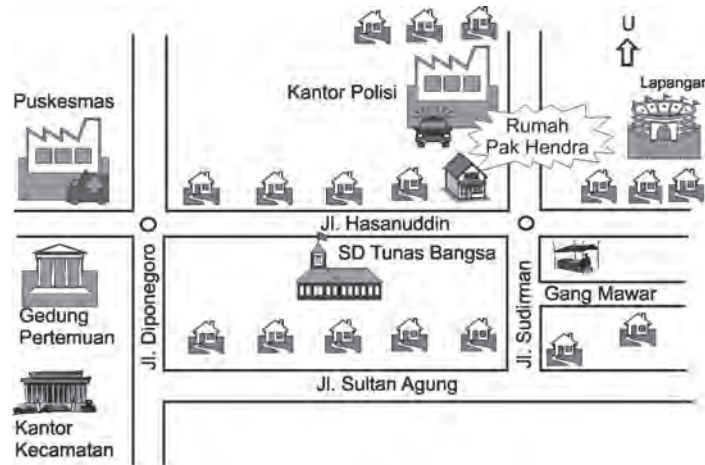 U
Lapangan
Puskesmas
Kantor Polisi
Rumah
Pak Hendra
Jl. Hasanuddin
SD Tunas Bangsa
Gedung
Pertemuan
Jl. Diponegoro
Jl. Sudirman
Gang Mawar
Jl. Sultan Agung
Kantor
Kecamatan